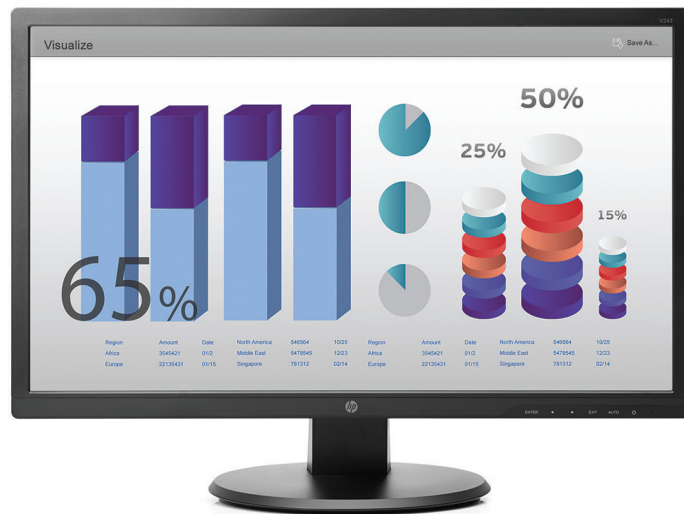 V243
Visualize
Save As...
50%
25%
15%
65%
Region Amount Date North America 546564 10/25 Region Amount Date North America 546564 10/25
Africa 3545421 01/2 Middle East 5478545 12/23 Africa 3545421 01/2 Middle East 5478545 12/23
Europe 22135431 01/15 Singapore 781312 02/14 Europe 22135431 01/15 Singapore 781312 02/14
hp
ENTER EXIT AUTO